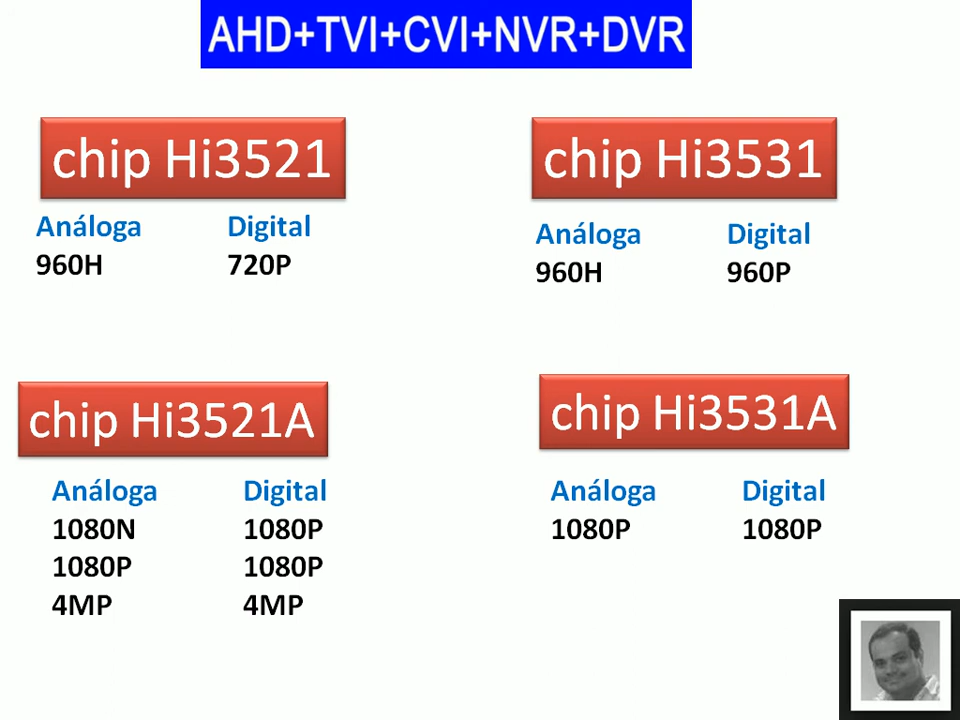 AHD+TVI+CVI+NVR+DVR
chip Hi3521
Análoga Digital
960H 720P
chip Hi3531
Análoga Digital
960H 960P
chip Hi3521A
Análoga Digital
1080N 1080P
1080P 1080P
4MP 4MP
chip Hi3531A
Análoga Digital
1080P 1080P